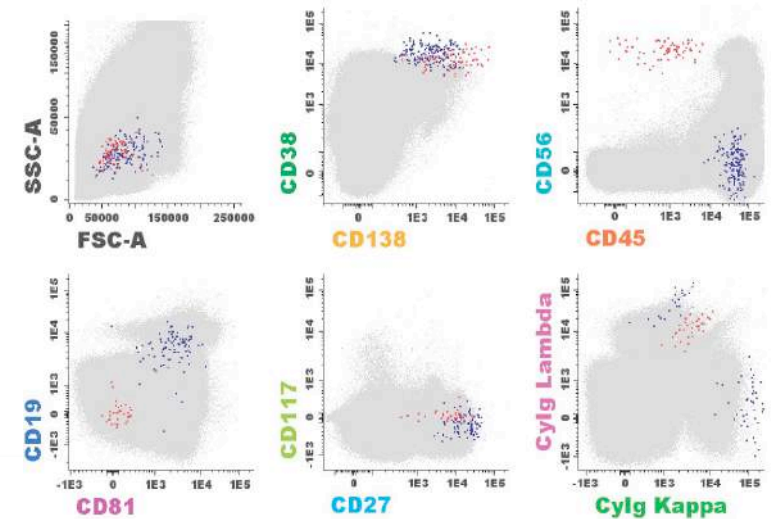 SSC-A
150000
50000
0
0 50000 150000 250000
FSC-A
CD38
1E5
1E4
1E3
0
0 1E3 1E4 1E5
CD138
CD56
1E5
1E4
1E3
0
0 1E3 1E4 1E5
CD45
CD19
1E5
1E4
1E3
0
-1E3
-1E3 0 1E3 1E4 1E5
CD81
CD117
1E5
1E4
1E3
0
-1E3
0 1E3 1E4 1E5
CD27
CyIg Lambda
1E5
1E4
1E3
0
-1E3
-1E3 0 1E3 1E4 1E5
CyIg Kappa